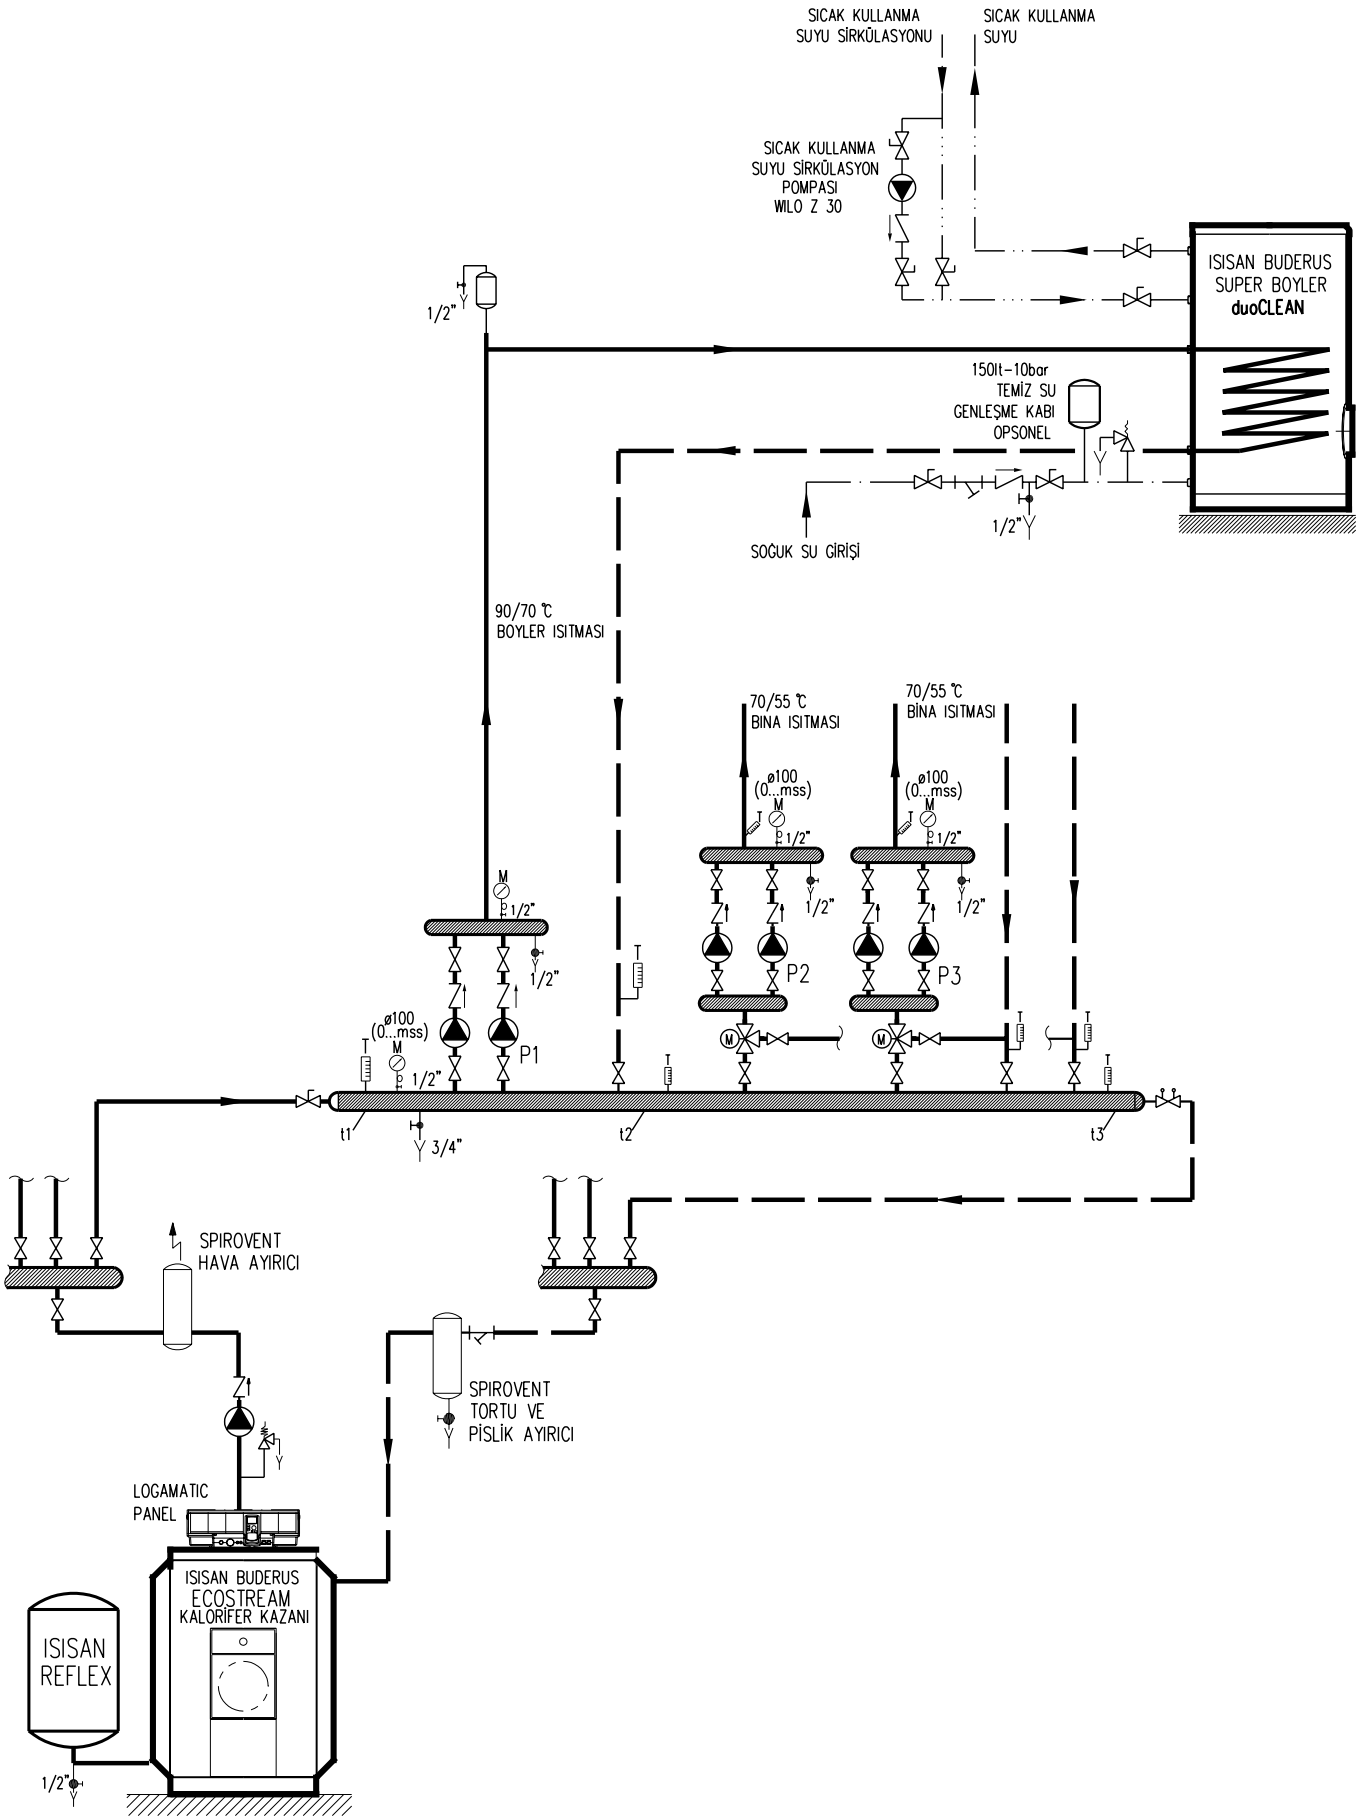 SICAK KULLANMA
SUYU SİRKÜLASYONU
SICAK KULLANMA
SUYU
SICAK KULLANMA
SUYU SİRKÜLASYON
POMPASI
WILO Z 30
ISISAN BUDERUS
SUPER BOYLER
duoCLEAN
1/2"
150lt-10bar
TEMİZ SU
GENLEŞME KABI
OPSONEL
1/2"
SOĞUK SU GİRİŞİ
90/70 °C
BOYLER ISITMASI
70/55 °C
BINA ISITMASI
70/55 °C
BİNA ISITMASI
ø100
(0...mss)
M
T
1/2"
ø100
(0...mss)
M
T
1/2"
1/2"
1/2"
M
1/2"
1/2"
T
P2
P3
ø100
(0...mss)
M
T
1/2"
P1
M
M
T
T
T
T
t1
t2
t3
3/4"
SPIROVENT
HAVA AYIRICI
SPIROVENT
TORTU VE
PİSLİK AYIRICI
LOGAMATIC
PANEL
ISISAN BUDERUS
ECOSTREAM
KALORİFER KAZANI
ISISAN
REFLEX
1/2"